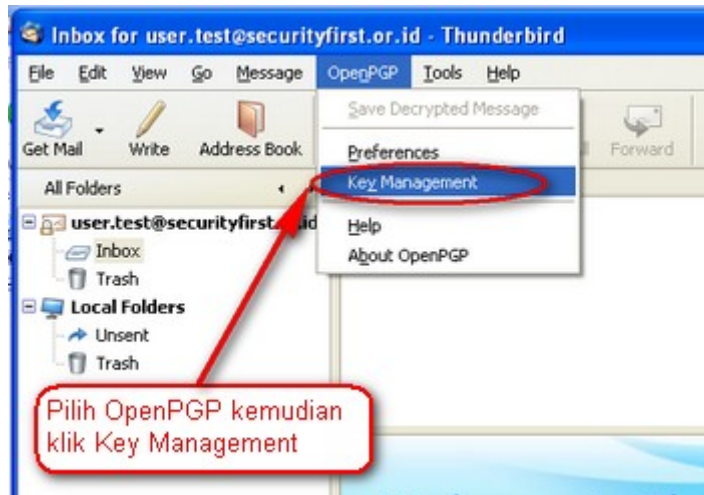 Inbox for user.test@securityfirst.or.id - Thunderbird
File Edit View Go Message OpenPGP Tools Help
Save Decrypted Message
Get Mail Write Address Book Forward
Preferences
All Folders
Key Management
user.test@securityfirst. id
Help
Inbox
About OpenPGP
Trash
Local Folders
Unsent
Trash
Pilih OpenPGP kemudian
klik Key Management